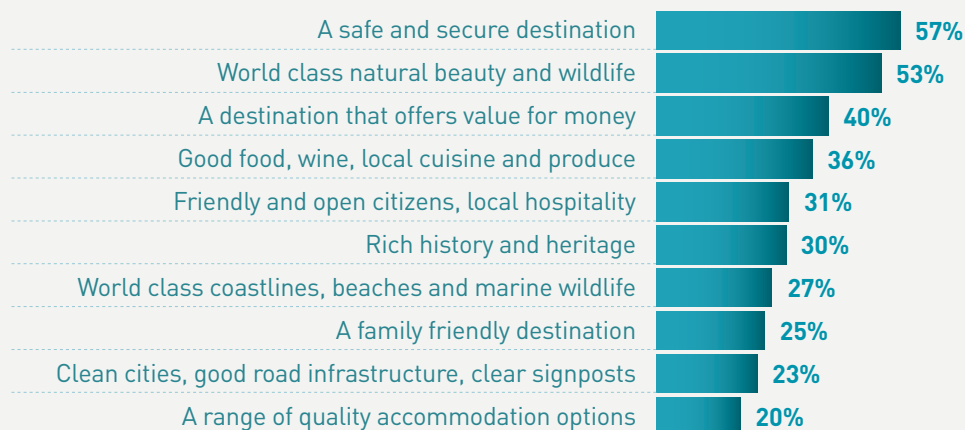 A safe and secure destination 57%
World class natural beauty and wildlife 53%
A destination that offers value for money 40%
Good food, wine, local cuisine and produce 36%
Friendly and open citizens, local hospitality 31%
Rich history and heritage 30%
World class coastlines, beaches and marine wildlife 27%
A family friendly destination 25%
Clean cities, good road infrastructure, clear signposts 23%
A range of quality accommodation options 20%